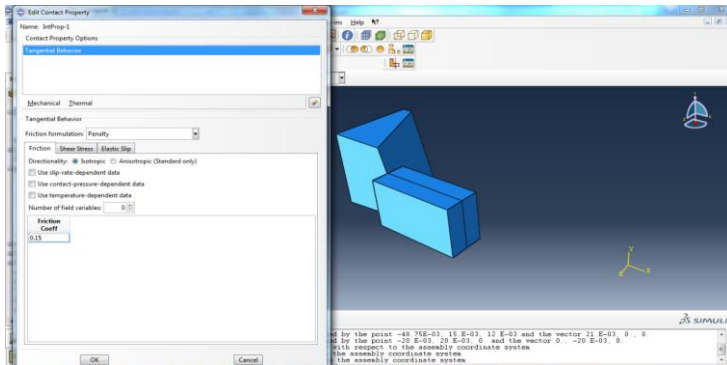 Edit Contact Property
Name: IntProp-1
Contact Property Options
Tangential Behavior
Mechanical Thermal
Tangential Behavior
Friction formulation: Penalty
Friction Shear Stress Elastic Slip
Directionality: Isotropic Anisotropic (Standard only)
Use slip-rate-dependent data
Use contact-pressure-dependent data
Use temperature-dependent data
Number of field variables: 0
Friction
Coeff
0.15
OK Cancel
Help
Y
X
Z
SIMULI
d by the point -48.75E-03, 15.E-03, 12.E-03 and the vector 21.E-03, 0., 0.
d by the point -20.E-03, 20.E-03, 0. and the vector 0., -20.E-03, 0.
with respect to the assembly coordinate system
the assembly coordinate system
the assembly coordinate system